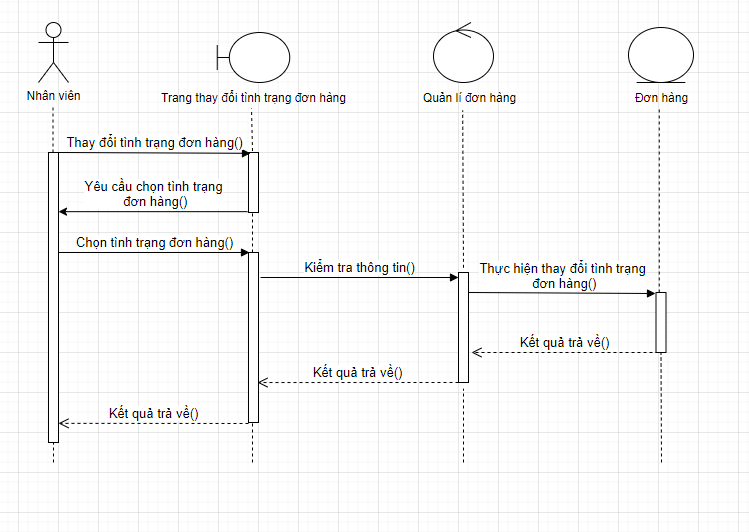 Nhân viên
Trang thay đổi tình trạng đơn hàng
Quản lí đơn hàng
Đơn hàng
Thay đổi tình trạng đơn hàng()
Yêu cầu chọn tình trạng
đơn hàng()
Chọn tình trạng đơn hàng()
Kiểm tra thông tin()
Thực hiện thay đổi tình trạng
đơn hàng()
Kết quả trả về()
Kết quả trả về()
Kết quả trả về()